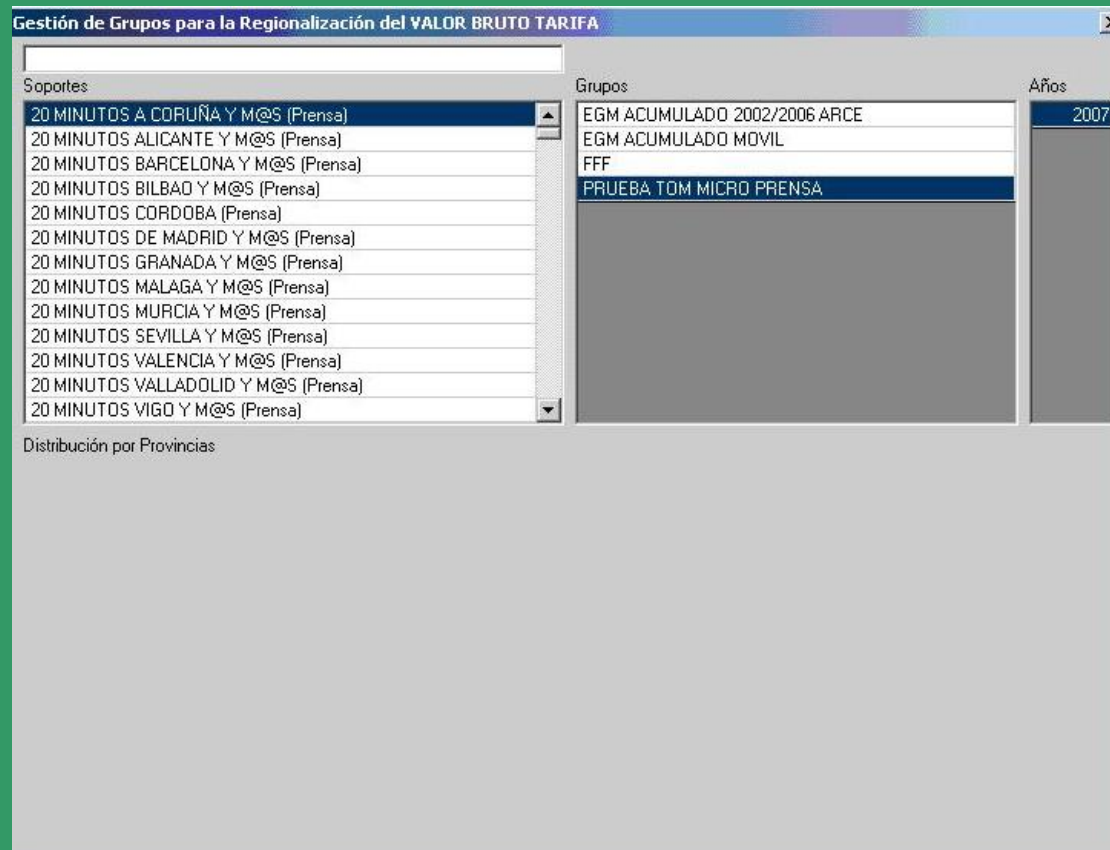 Gestión de Grupos para la Regionalización del VALOR BRUTO TARIFA
Soportes
20 MINUTOS A CORUÑA Y M@S (Prensa)
20 MINUTOS ALICANTE Y M@S (Prensa)
20 MINUTOS BARCELONA Y M@S (Prensa)
20 MINUTOS BILBAO Y M@S (Prensa)
20 MINUTOS CORDOBA (Prensa)
20 MINUTOS DE MADRID Y M@S (Prensa)
20 MINUTOS GRANADA Y M@S (Prensa)
20 MINUTOS MALAGA Y M@S (Prensa)
20 MINUTOS MURCIA Y M@S (Prensa)
20 MINUTOS SEVILLA Y M@S (Prensa)
20 MINUTOS VALENCIA Y M@S (Prensa)
20 MINUTOS VALLADOLID Y M@S (Prensa)
20 MINUTOS VIGO Y M@S (Prensa)
Grupos
EGM ACUMULADO 2002/2006 ARCE
EGM ACUMULADO MOVIL
FFF
PRUEBA TOM MICRO PRENSA
Años
2007
Distribución por Provincias